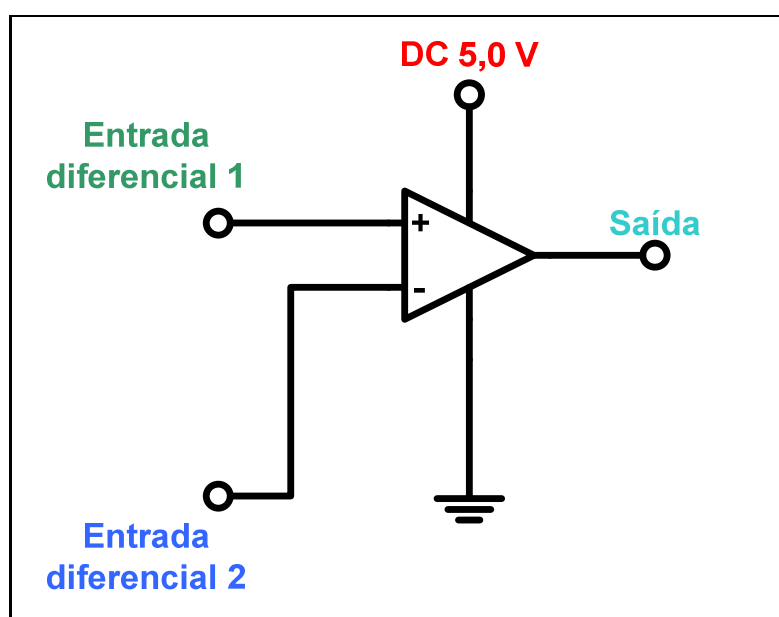 DC 5,0 V
Entrada
diferencial 1
+
Saída
-
Entrada
diferencial 2